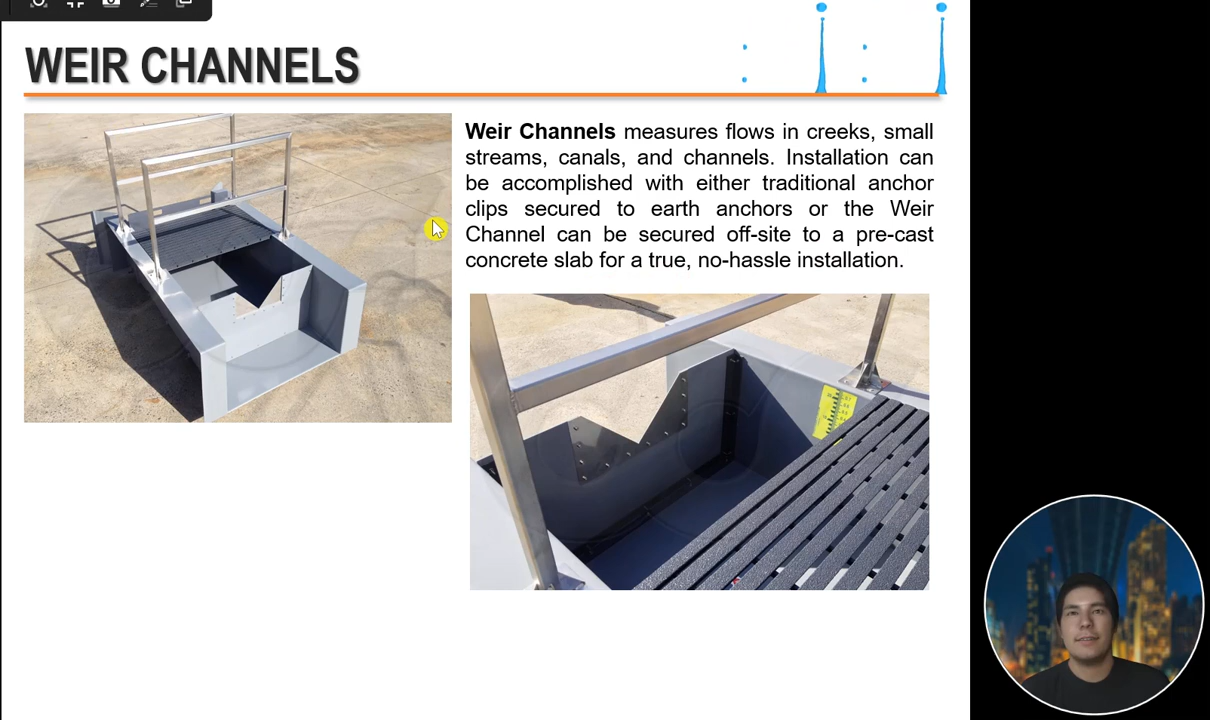 WEIR CHANNELS
Weir Channels measures flows in creeks, small
streams, canals, and channels. Installation can
be accomplished with either traditional anchor
clips secured to earth anchors or the Weir
Channel can be secured off-site to a pre-cast
concrete slab for a true, no-hassle installation.